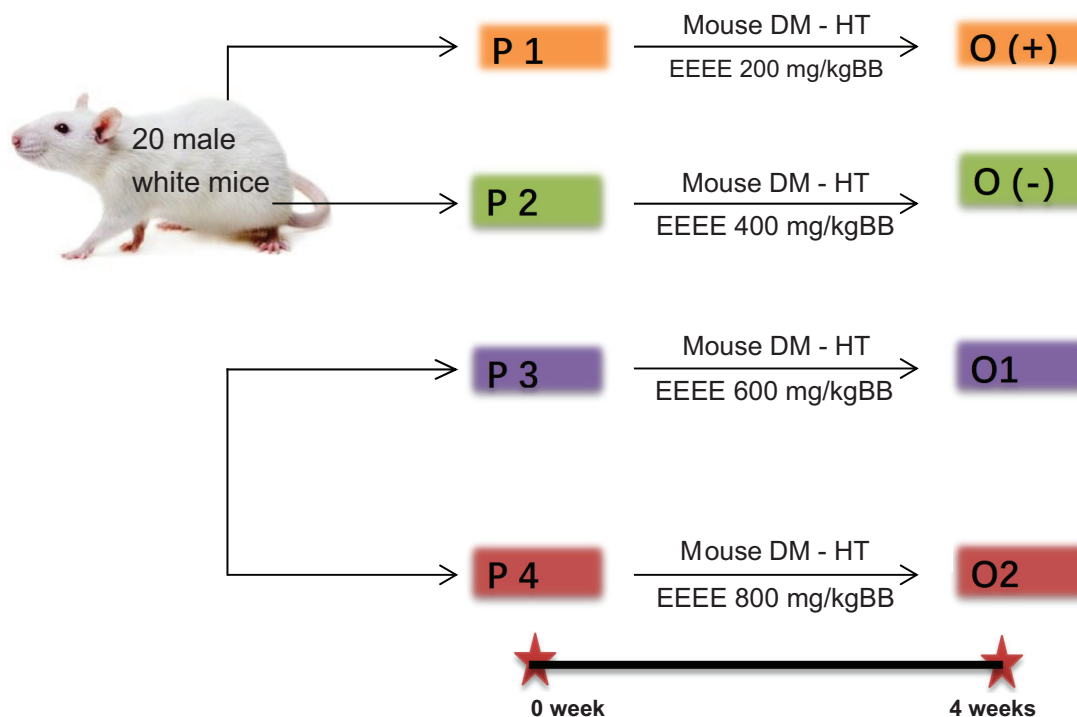 20 male
white mice
P 1
Mouse DM - HT
EEEE 200 mg/kgBB
O (+)
P 2
Mouse DM - HT
EEEE 400 mg/kgBB
O (-)
P 3
Mouse DM - HT
EEEE 600 mg/kgBB
O1
P 4
Mouse DM - HT
EEEE 800 mg/kgBB
O2
0 week
4 weeks